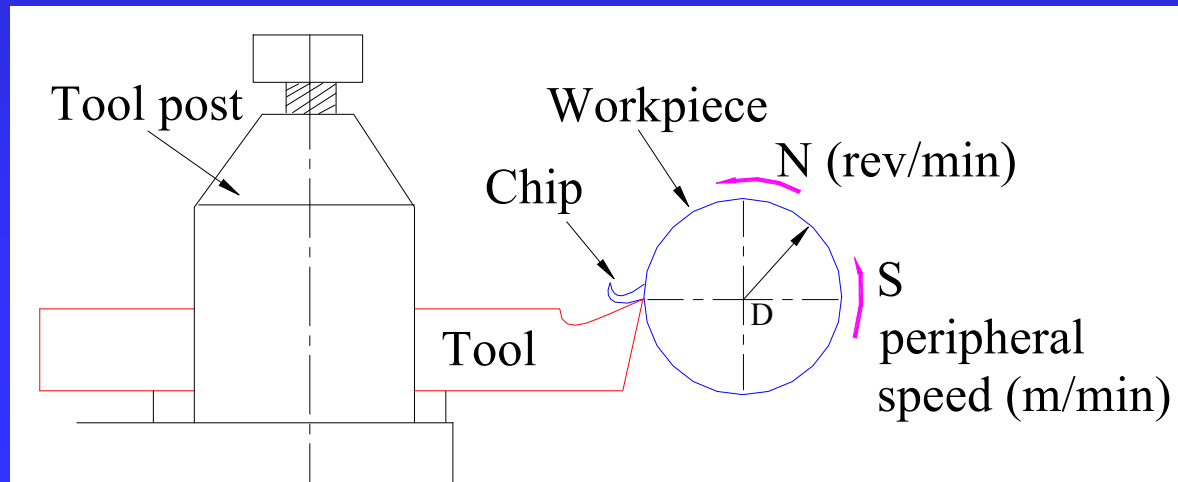 Tool post
Workpiece
N (rev/min)
Chip
S
peripheral
speed (m/min)
D
Tool